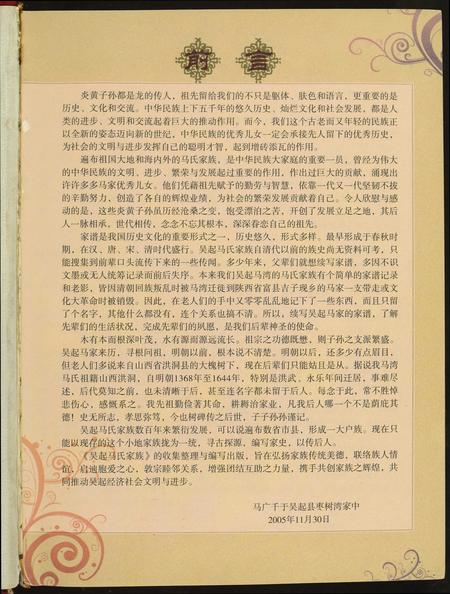 前言
炎黄子孙都是龙的传人，祖先留给我们的不只是躯体、肤色和语言，更重要的是
历史、文化和交流。中华民族上下五千年的悠久历史、灿烂文化和社会发展，都是人
类的进步、文明和交流起着巨大的推动作用。而今，我们这个古老而又年轻的民族正
以全新的姿态迈向新的世纪，中华民族的优秀儿女一定会承接先人留下的优秀历史，
为社会的文明与进步发挥自己的聪明才智，起到增砖添瓦的作用。
遍布祖国大地和海内外的马氏家族，是中华民族大家庭的重要一员，曾经为伟大
的中华民族的文明、进步、繁荣与发展起过重要的作用，作出过巨大的贡献，涌现出
许许多多马家优秀儿女。他们凭藉祖先赋予的勤劳与智慧，依靠一代又一代坚韧不拔
的辛勤努力，创造了各自的辉煌业绩，为社会的繁荣发展贡献着自己。令人欣慰与感
动的是，这些炎黄子孙虽历经沧桑之变，饱受漂泊之苦，开创了发展立足之地，其后
人一脉相承，世代相传，念念不忘其根本，深深眷恋自己的祖先。
家谱是我国历史文化的重要形式之一，历史悠久，形式多样。最早形成于春秋时
期，在汉、唐、宋、清时代盛行。吴起马氏家族自清代以前的族史尚无资料可考，只
能搜集到前辈口头流传下来的一些传闻。多少年来，父辈们就想续写家谱，多因不识
文墨或无人统筹记录而前后失序。本来我们吴起马湾的马氏家族有个简单的家谱记录
和老影，皆因清朝回族叛乱时被马湾迁徙到陕西省富县吉子现乡的马家一支带走或文
化大革命时被销毁。因此，在老人们的手中又零零乱乱地记下了一些东西，而且只留
了个名字，其他什么都没有，连个关系也搞不清。所以，续写吴起马家的家谱，了解
先辈们的生活状况，完成先辈们的夙愿，是我们后辈神圣的使命。
木有本而根深叶茂，水有源而源远流长。祖宗之功德既懋，则子孙之支派繁盛。
吴起马家来历，寻根问祖，明朝以前，根本说不清楚。明朝以后，还多少有点眉目，
但老人们多说来自山西省洪洞县的大槐树下，现在后辈们只能姑且是从。据说我马湾
马氏祖籍山西洪洞，自明朝1368年至1644年，特别是洪武、永乐年间迁居，事难尽
述，后代莫知之前，也未清晰于后，甚至连名字都未留于后人。每念于此，常不胜悼
悲伤心，感慨系之。我先祖勤俭著其命，耕耨治家业，凡我后人哪一个不是荫庇其
德！史无所志，孝思弥笃，今也树碑传之后世，子子孙孙谨记。
吴起马氏家族数百年来繁衍发展，可以说遍布数省市县，形成一大户族。现在只
能以现存的这个小地家族拢为一统，寻古探源，编写家史，以传后人。
《吴起马氏家族》的收集整理与编写出版，旨在弘扬家族传统美德，联络族人情
谊，启迪胞爱之心，敦宗睦邻关系，增强团结互助之力量，携手共创家族之辉煌，共
同推动吴起经济社会文明与进步。
马广千于吴起县枣树湾家中
2005年11月30日